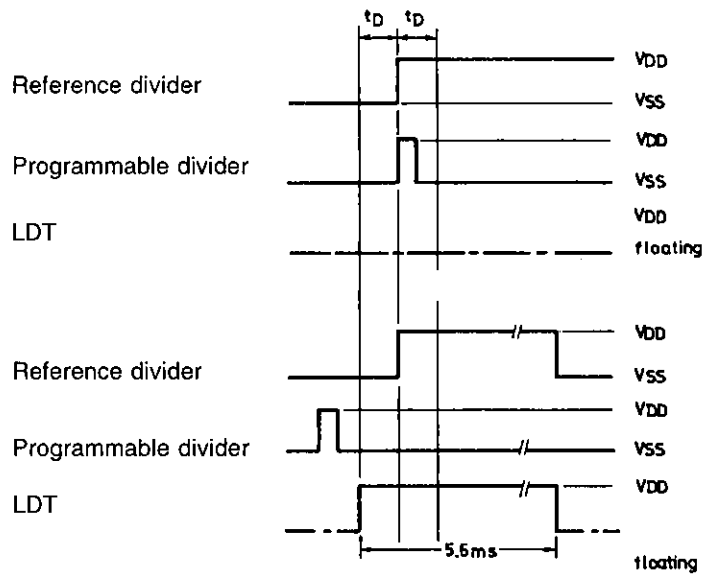 tD tD
Reference divider VDD
VSS
Programmable divider VDD
VSS
LDT VDD
floating
Reference divider VDD
VSS
Programmable divider VDD
VSS
LDT VDD
5.6ms
floating